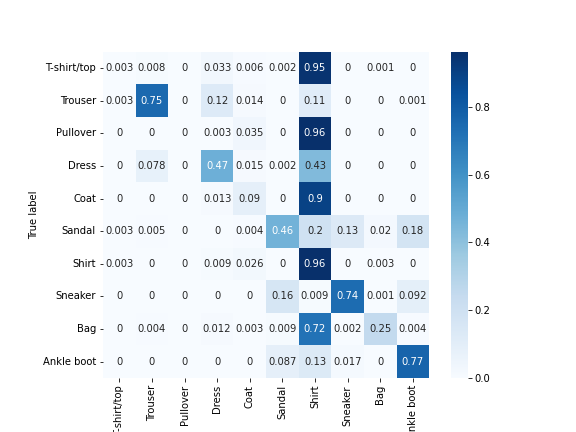 T-shirt/top 0.003 0.008 0 0.033 0.006 0.002 0.95 0 0.001 0
Trouser 0.003 0.75 0 0.12 0.014 0 0.11 0 0 0.001
Pullover 0 0 0 0.003 0.035 0 0.96 0 0 0
Dress 0 0.078 0 0.47 0.015 0.002 0.43 0 0 0
Coat 0 0 0 0.013 0.09 0 0.9 0 0 0
Sandal 0.003 0.005 0 0 0.004 0.46 0.2 0.13 0.02 0.18
Shirt 0.003 0 0 0.009 0.026 0 0.96 0 0.003 0
Sneaker 0 0 0 0 0 0.16 0.009 0.74 0.001 0.092
Bag 0 0.004 0 0.012 0.003 0.009 0.72 0.002 0.25 0.004
Ankle boot 0 0 0 0 0 0.087 0.13 0.017 0 0.77
True label
-shirt/top Trouser Pullover Dress Coat Sandal Shirt Sneaker Bag nkle boot
0.8
0.6
0.4
0.2
0.0